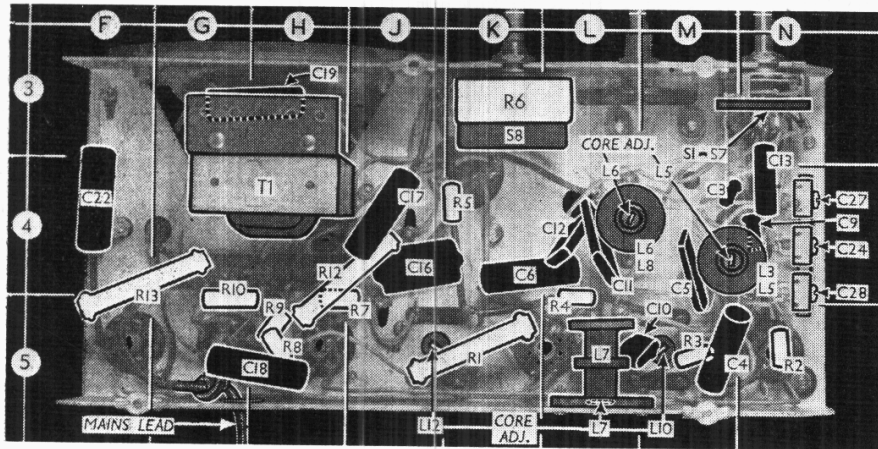 F G H J K L M N
3
C19
R6
S8
CORE ADJ.
L6 L5
S1-S7
C13
C22
T1
C17
R5
C3
C27
4
C12
C9
L6
L8
C24
R12
C16
C6
C11
C5
L3
L5
C28
R13
R10
R7
R4
R9
R8
C10
R3
5
C18
R1
L7
C4
R2
MAINS LEAD
L12
CORE
ADJ.
L7
L10